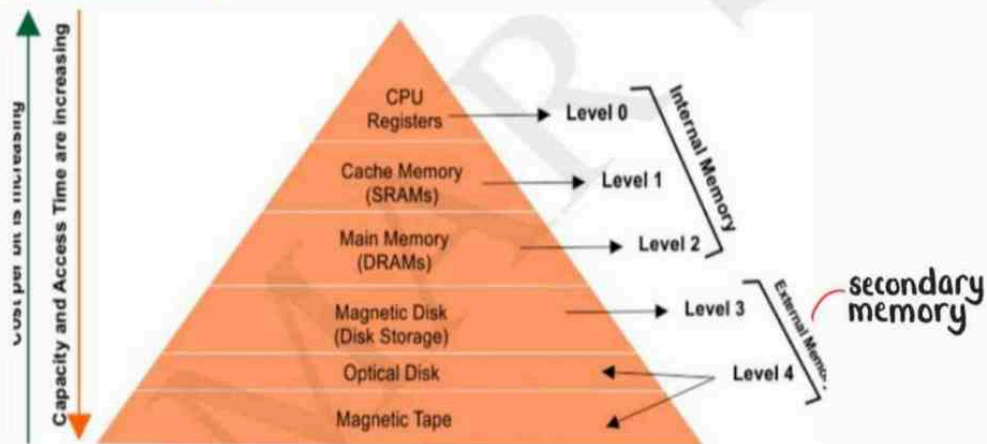 Cost per bit is increasing
Capacity and Access Time are increasing
CPU
Registers
Level 0
Cache Memory
(SRAMs)
Level 1
Main Memory
(DRAMs)
Level 2
Internal Memory
Magnetic Disk
(Disk Storage)
Level 3
Optical Disk
Level 4
Magnetic Tape
External Memory
secondary
memory